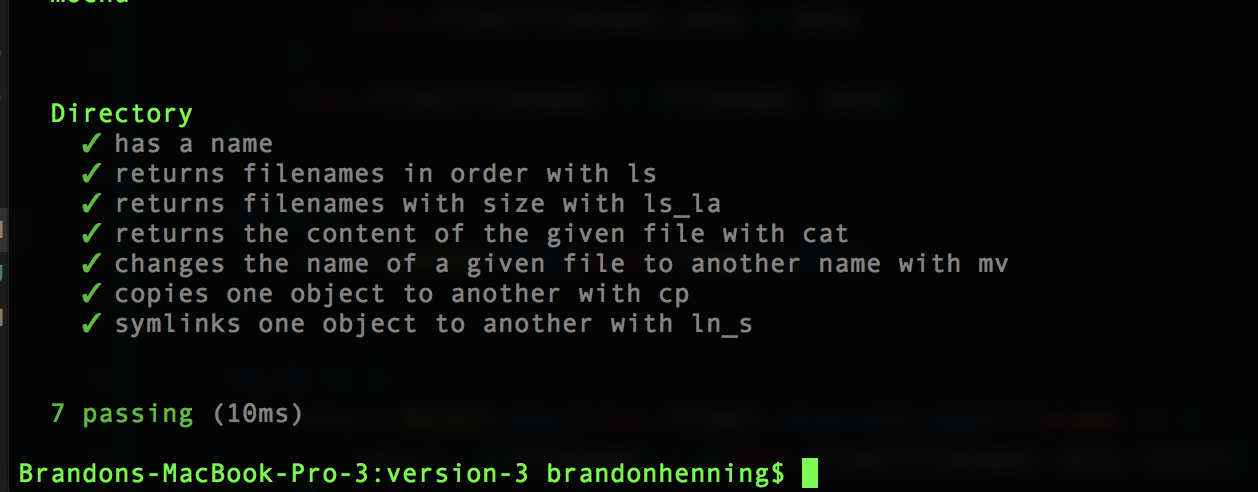 Directory
✓ has a name
✓ returns filenames in order with ls
✓ returns filenames with size with ls_la
✓ returns the content of the given file with cat
✓ changes the name of a given file to another name with mv
✓ copies one object to another with cp
✓ symlinks one object to another with ln_s
7 passing (10ms)
Brandons-MacBook-Pro-3:version-3 brandonhenning$